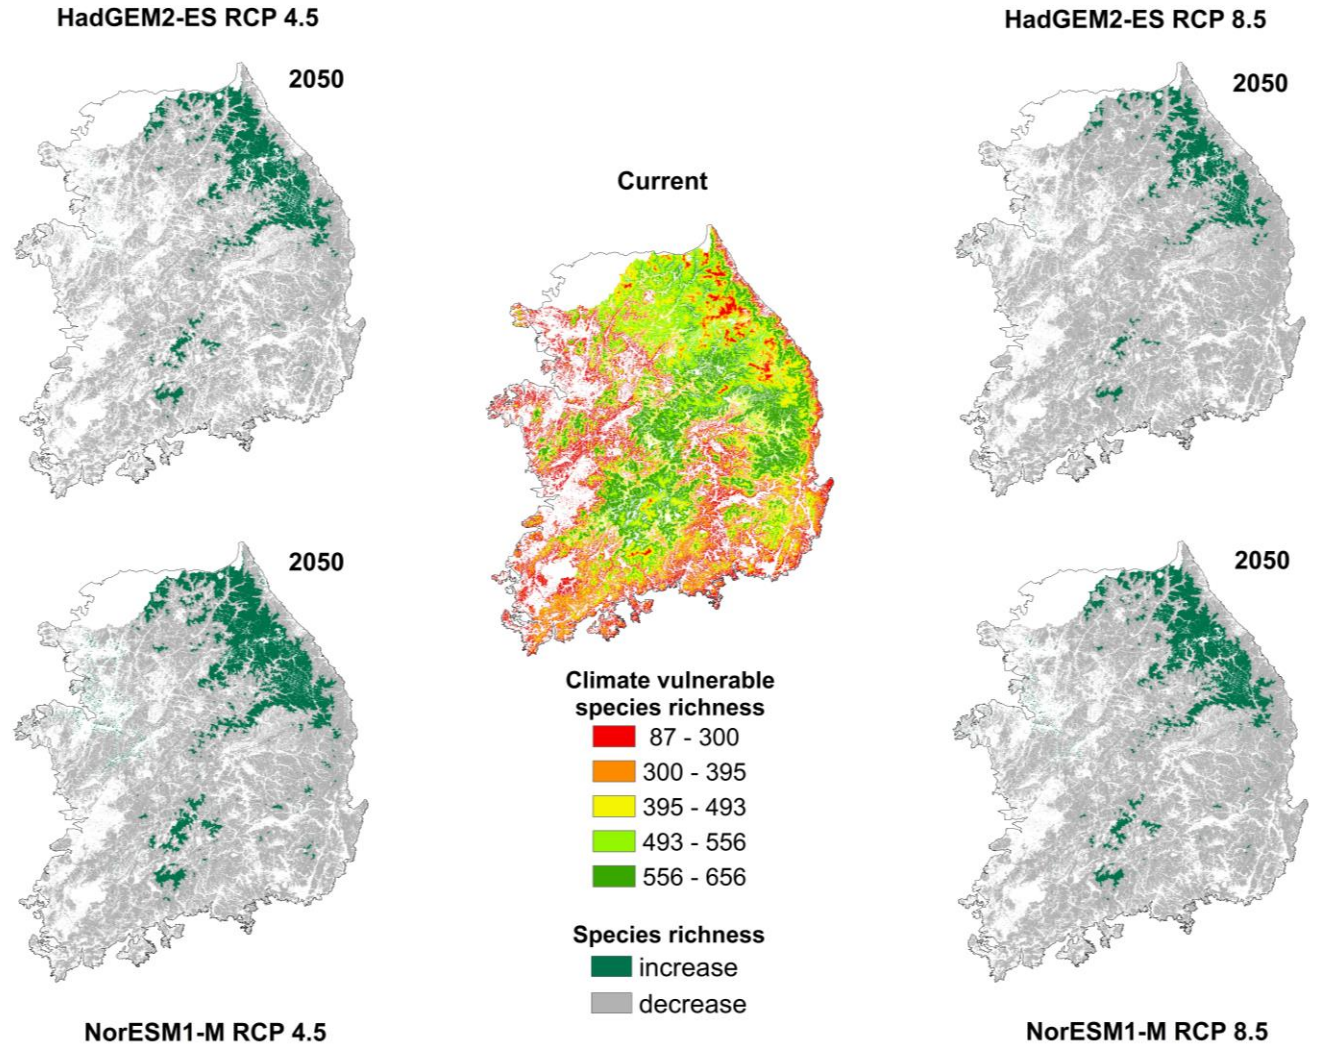 HadGEM2-ES RCP 4.5
HadGEM2-ES RCP 8.5
2050
2050
Current
2050
2050
Climate vulnerable
species richness
87 - 300
300 - 395
395 - 493
493 - 556
556 - 656
Species richness
increase
decrease
NorESM1-M RCP 4.5
NorESM1-M RCP 8.5